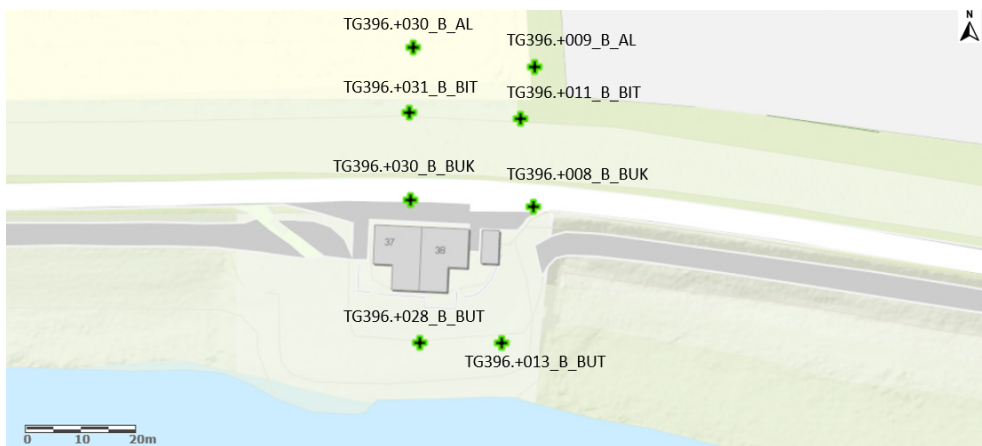 N
TG396.+030_B_AL
TG396.+009_B_AL
TG396.+031_B_BIT
TG396.+011_B_BIT
TG396.+030_B_BUK
TG396.+008_B_BUK
37
38
TG396.+028_B_BUT
TG396.+013_B_BUT
0 10 20m